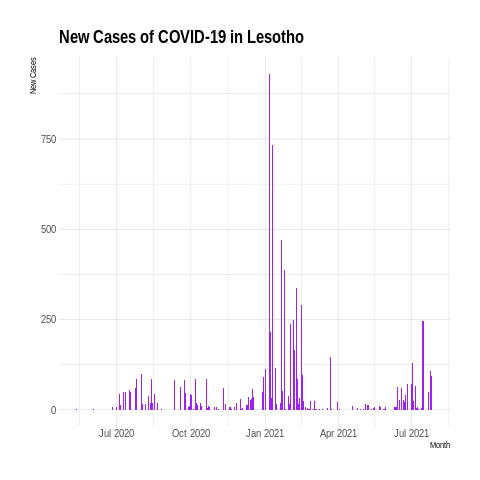 New Cases of COVID-19 in Lesotho
New Cases
750
500
250
0
Jul 2020
Oct 2020
Jan 2021
Apr 2021
Jul 2021
Month